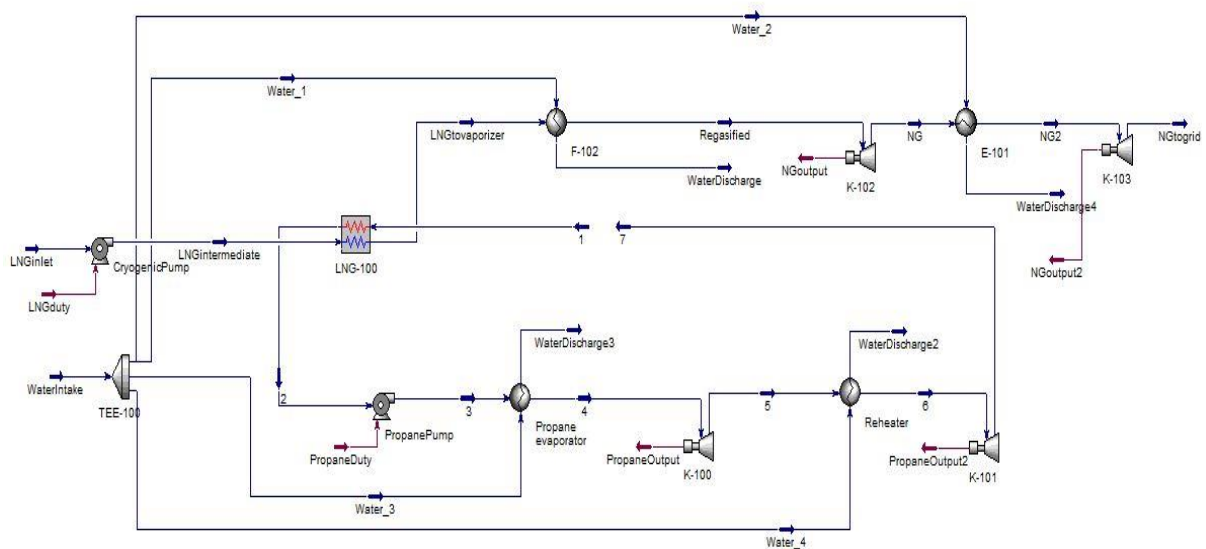 Water_2
Water_1
LNGtovaporizer
Regasified
NG
NG2
NGtogrid
F-102
E-101
NGoutput
K-102
K-103
WaterDischarge
WaterDischarge4
1
7
LNGinlet
LNGintermediate
CryogenicPump
LNG-100
NGoutput2
LNGduty
WaterDischarge3
WaterDischarge2
WaterIntake
TEE-100
2
3
4
5
6
PropanePump
Propane
evaporator
Reheater
PropaneDuty
PropaneOutput
K-100
PropaneOutput2
K-101
Water_3
Water_4